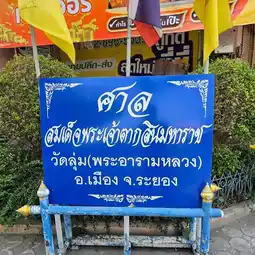 ศาล
สมเด็จพระเจ้าตากสินมหาราช
วัดลุ่ม(พระอารามหลวง)
อ.เมือง จ.ระยอง